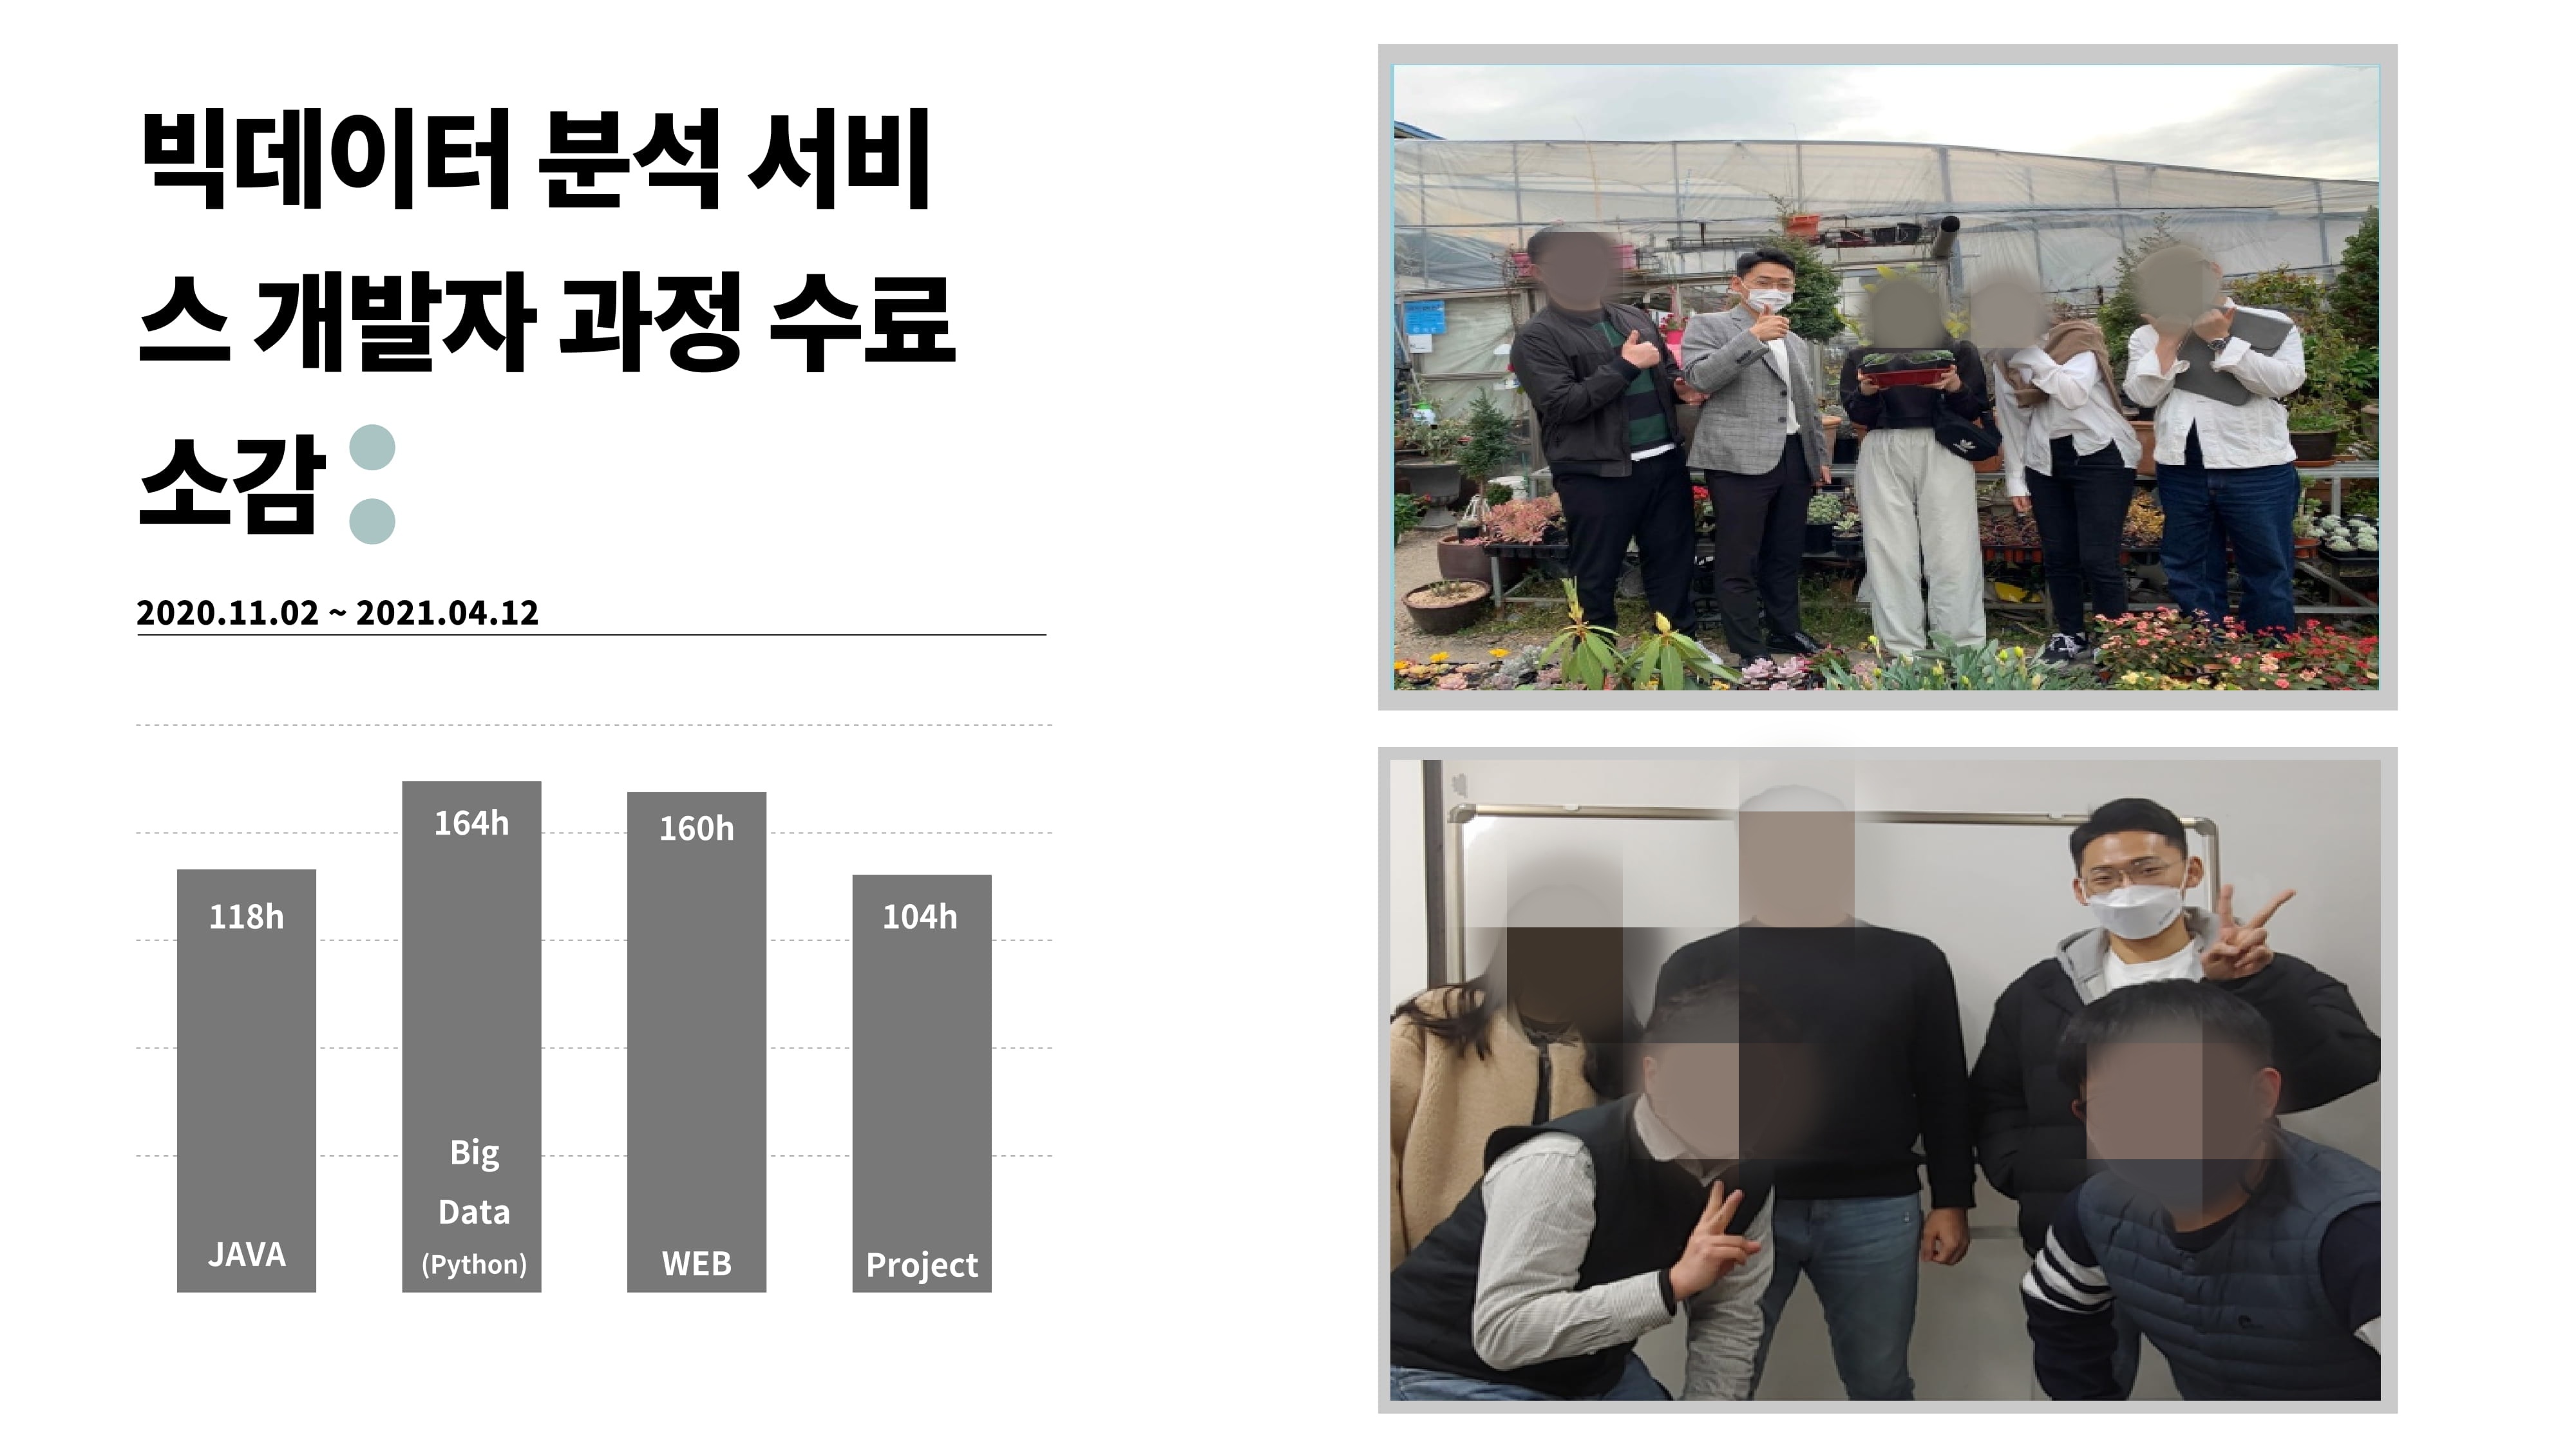 빅데이터 분석 서비
스 개발자 과정 수료
소감:
2020.11.02 ~ 2021.04.12
118h
164h
160h
104h
JAVA
Big
Data
(Python)
WEB
Project